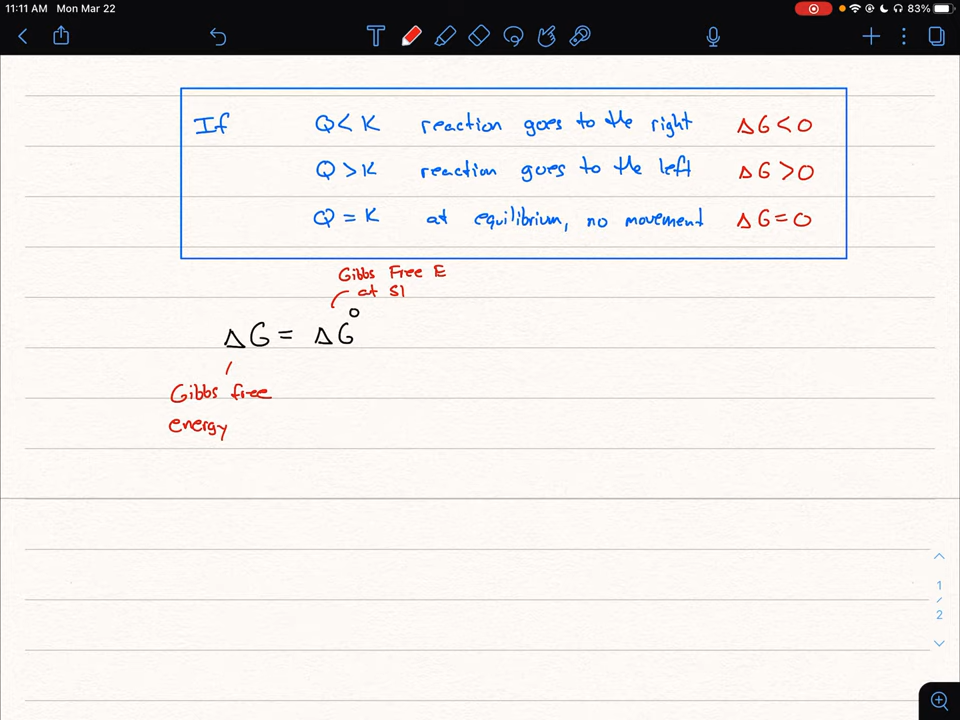 11:11 AM Mon Mar 22
83%
If Q < K reaction goes to the right ΔG < 0
Q > K reaction goes to the left ΔG > 0
Q = K at equilibrium, no movement ΔG = 0
Gibbs Free E
at SI
ΔG = ΔG°
Gibbs free
energy
1
/
2